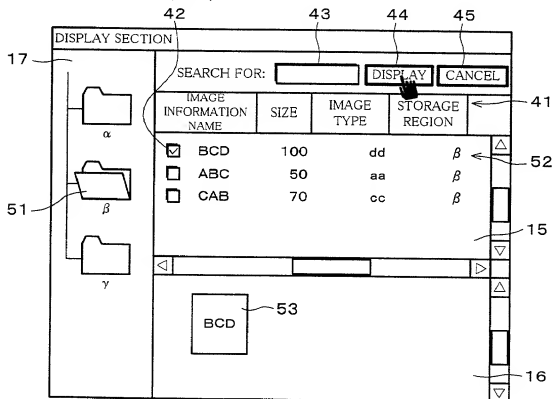 42 43 44 45
DISPLAY SECTION
17
SEARCH FOR: DISPLAY CANCEL
IMAGE INFORMATION NAME SIZE IMAGE TYPE STORAGE REGION 41
α
BCD 100 dd β 52
ABC 50 aa β
CAB 70 cc β
51 β
15
γ
BCD 53
16